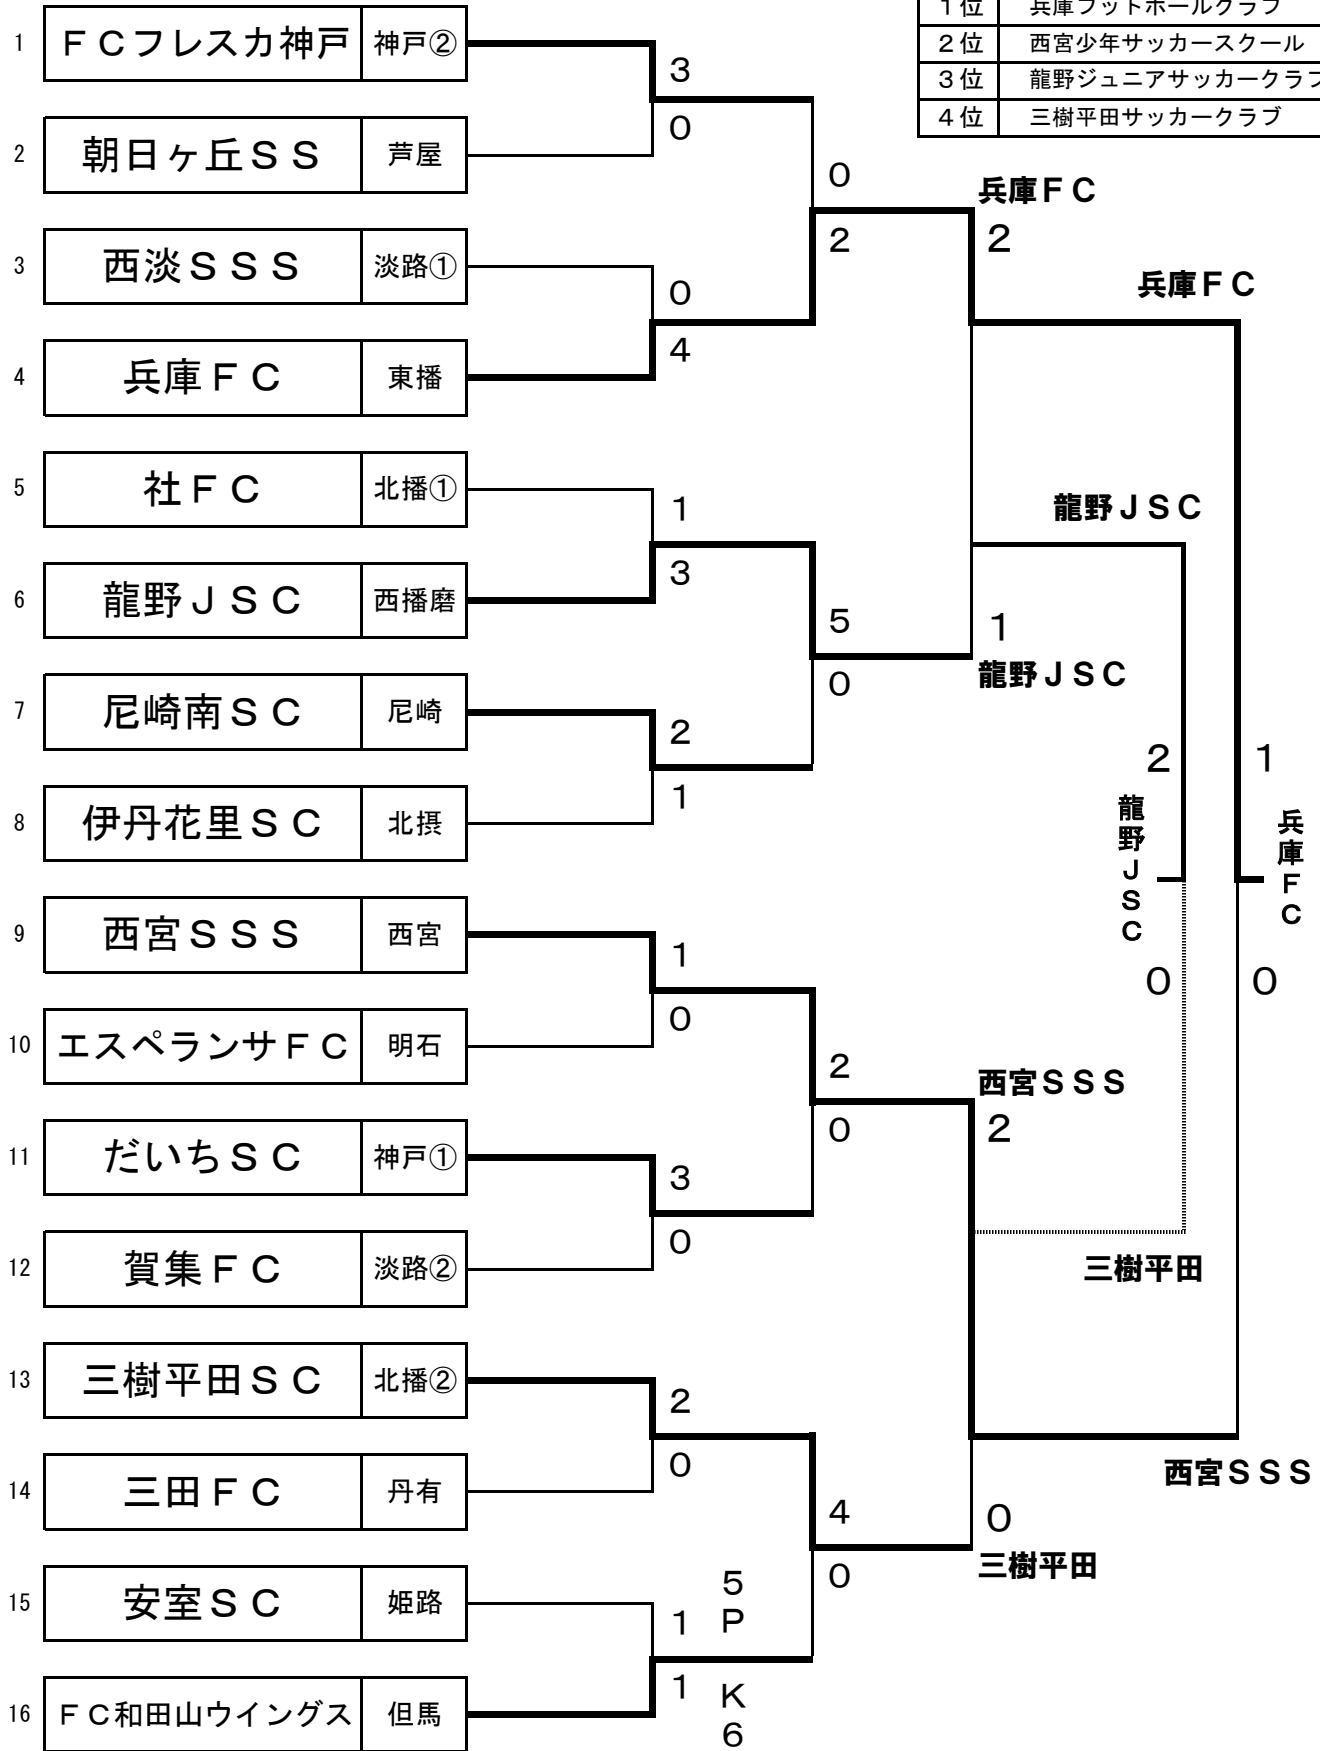 1位 兵庫フットボールクラブ
2位 西宮少年サッカースクール
3位 龍野ジュニアサッカークラブ
4位 三樹平田サッカークラブ
1 ＦＣフレスカ神戸 神戸②
3
0
2 朝日ヶ丘ＳＳ 芦屋
0
兵庫ＦＣ
2
2
3 西淡ＳＳＳ 淡路①
0
兵庫ＦＣ
4
4 兵庫ＦＣ 東播
5 社ＦＣ 北播①
1
龍野ＪＳＣ
3
6 龍野ＪＳＣ 西播磨
5
1
0
龍野ＪＳＣ
7 尼崎南ＳＣ 尼崎
2
2
1
1
龍野ＪＳＣ
兵庫ＦＣ
8 伊丹花里ＳＣ 北摂
9 西宮ＳＳＳ 西宮
1
0
0
0
10 エスペランサＦＣ 明石
2
西宮ＳＳＳ
0
2
11 だいちＳＣ 神戸①
3
0
12 賀集ＦＣ 淡路②
三樹平田
13 三樹平田ＳＣ 北播②
2
0
西宮ＳＳＳ
14 三田ＦＣ 丹有
4
0
0
三樹平田
15 安室ＳＣ 姫路
5
P
1
1
K
6
16 ＦＣ和田山ウイングス 但馬